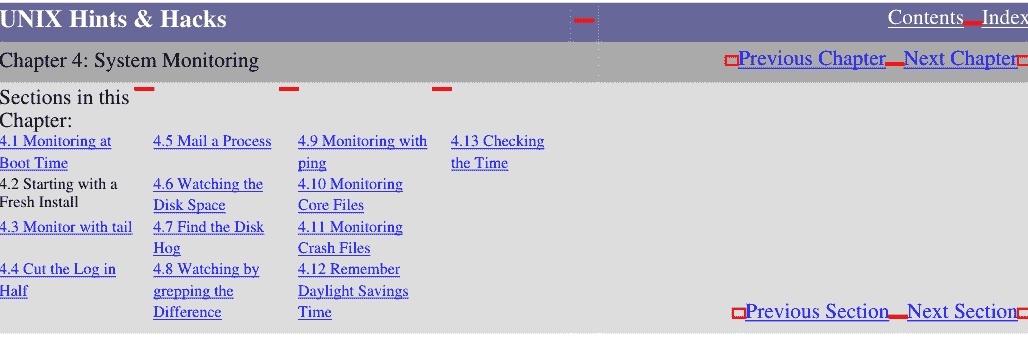 UNIX Hints & Hacks
Contents Index
Chapter 4: System Monitoring
Previous Chapter Next Chapter
Sections in this
Chapter:
4.1 Monitoring at
Boot Time
4.2 Starting with a
Fresh Install
4.3 Monitor with tail
4.4 Cut the Log in
Half
4.5 Mail a Process
4.6 Watching the
Disk Space
4.7 Find the Disk
Hog
4.8 Watching by
grepping the
Difference
4.9 Monitoring with
ping
4.10 Monitoring
Core Files
4.11 Monitoring
Crash Files
4.12 Remember
Daylight Savings
Time
4.13 Checking
the Time
Previous Section Next Section